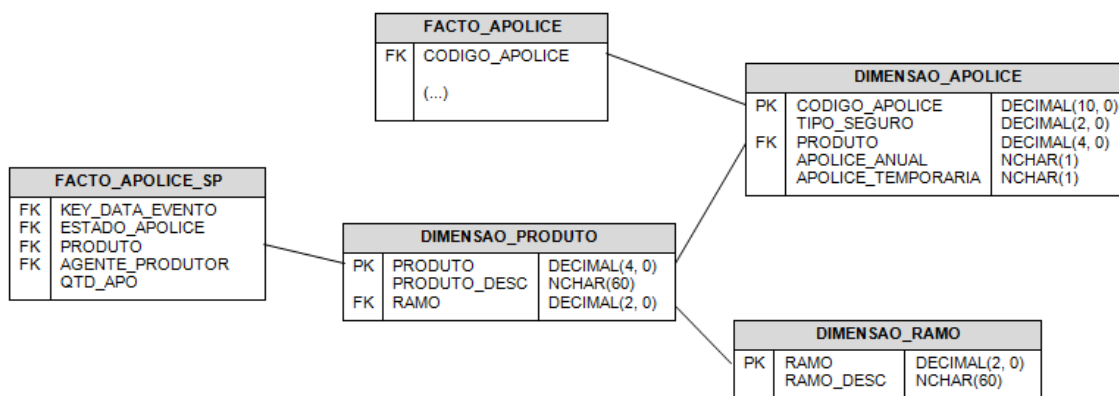 FACTO_APOLICE
FK CODIGO_APOLICE
(...)
DIMENSAO_APOLICE
PK CODIGO_APOLICE DECIMAL(10, 0)
TIPO_SEGURO DECIMAL(2, 0)
FK PRODUTO DECIMAL(4, 0)
APOLICE_ANUAL NCHAR(1)
APOLICE_TEMPORARIA NCHAR(1)
FACTO_APOLICE_SP
FK KEY_DATA_EVENTO
FK ESTADO_APOLICE
FK PRODUTO
FK AGENTE_PRODUTOR
QTD_APO
DIMENSAO_PRODUTO
PK PRODUTO DECIMAL(4, 0)
PRODUTO_DESC NCHAR(60)
FK RAMO DECIMAL(2, 0)
DIMENSAO_RAMO
PK RAMO DECIMAL(2, 0)
RAMO_DESC NCHAR(60)